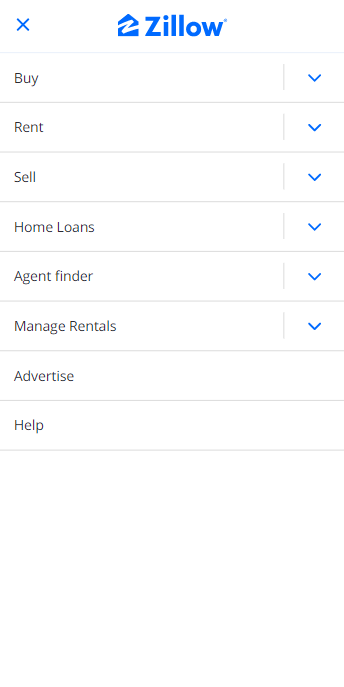 Zillow
Buy
Rent
Sell
Home Loans
Agent finder
Manage Rentals
Advertise
Help